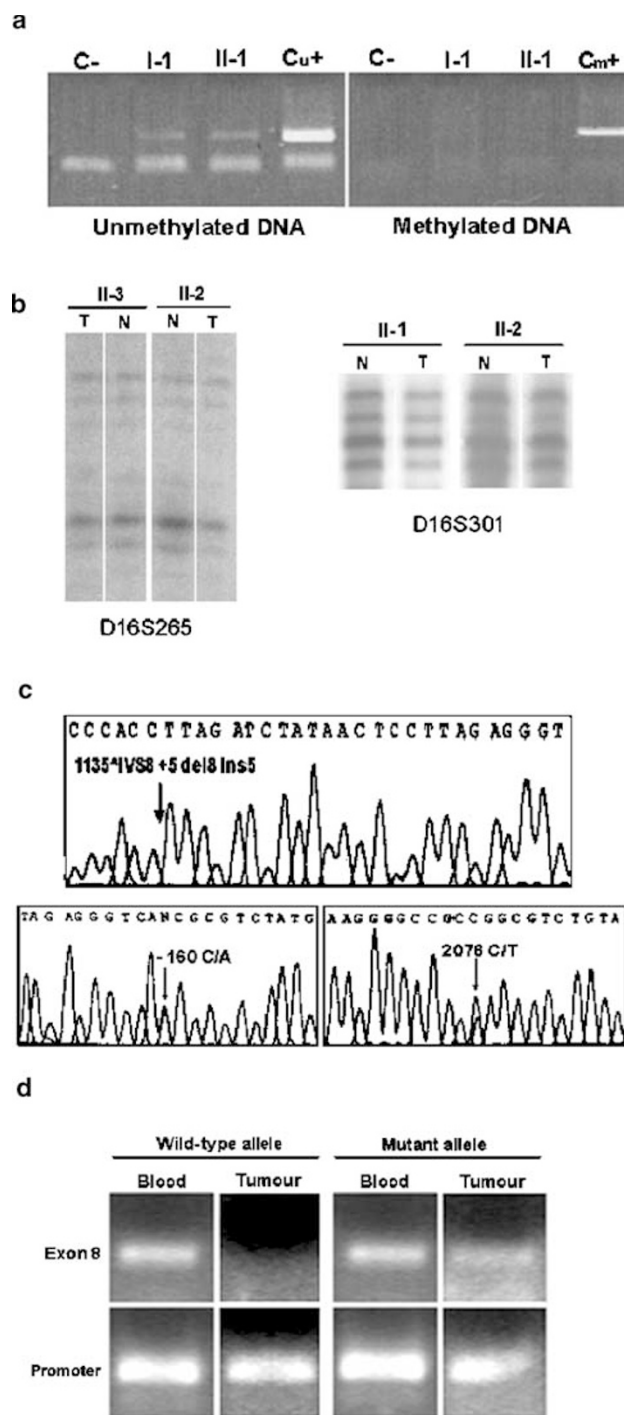 a
C- I-1 II-1 Cu+ C- I-1 II-1 Cm+
Unmethylated DNA Methylated DNA
b
II-3 II-2
T N N T
II-1 II-2
N T N T
D16S265
D16S301
c
C C C A C C T T A G A T C T A T A A C T C C T T A G A G G G T
1135^IVS8 +5 del8 Ins5
T A G A G G G T C A N C G C G T C T A T G
A A G G G G G C C G C C G G C G T C T G T A
-160 C/A
2076 C/T
d
Wild-type allele Mutant allele
Blood Tumour Blood Tumour
Exon 8
Promoter